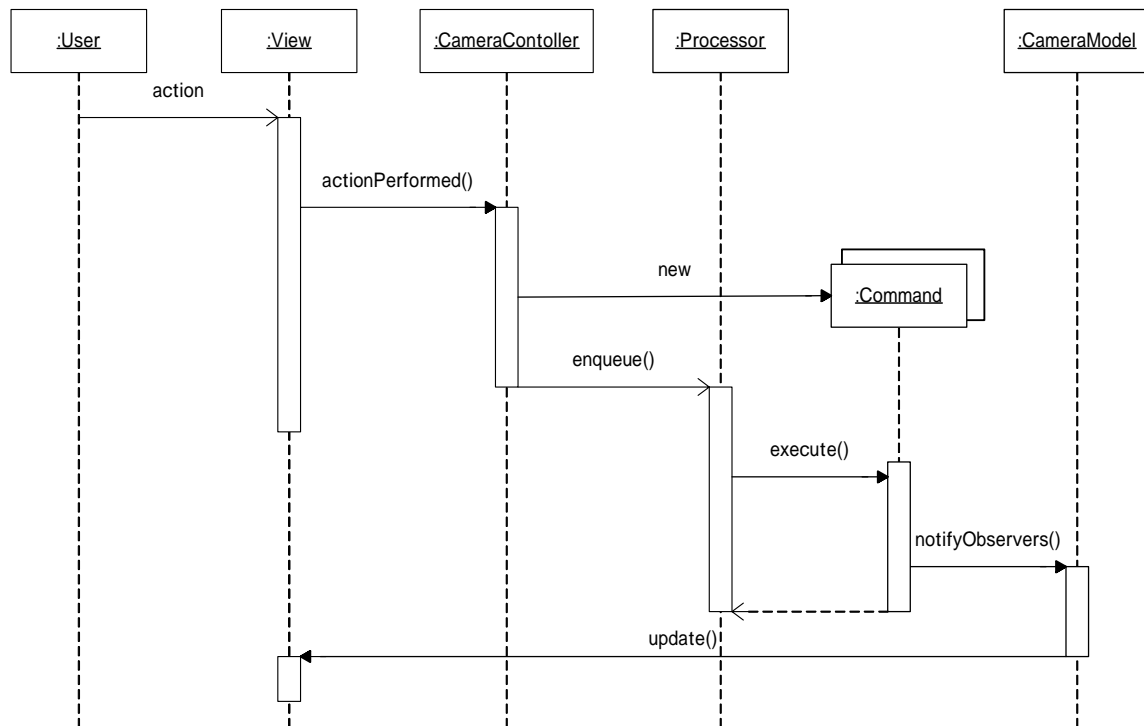 :User
:View
:CameraContoller
:Processor
:CameraModel
action
actionPerformed()
new
:Command
enqueue()
execute()
notifyObservers()
update()